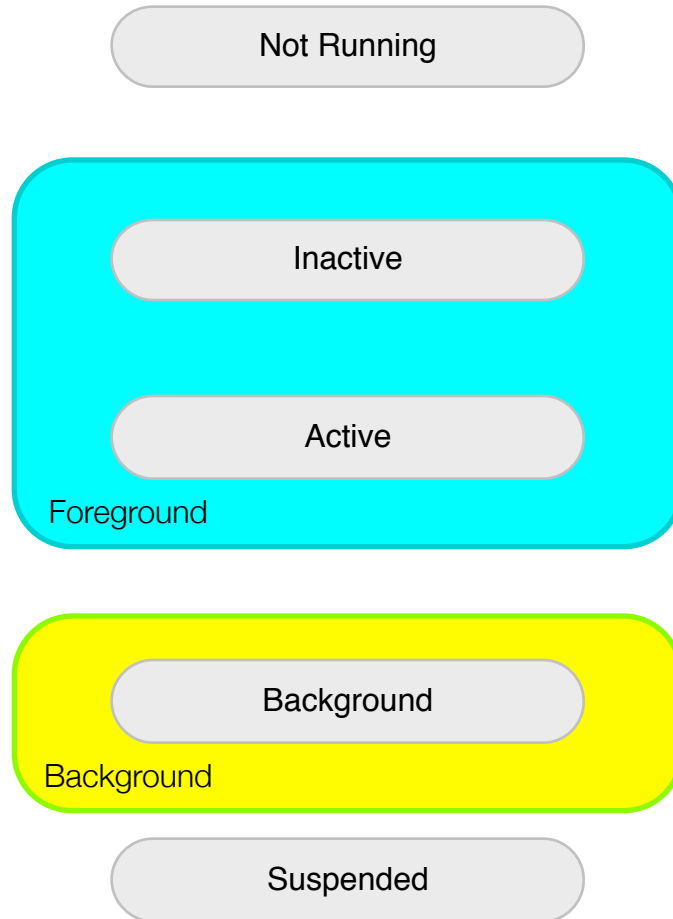 Not Running
Inactive
Active
Foreground
Background
Background
Suspended